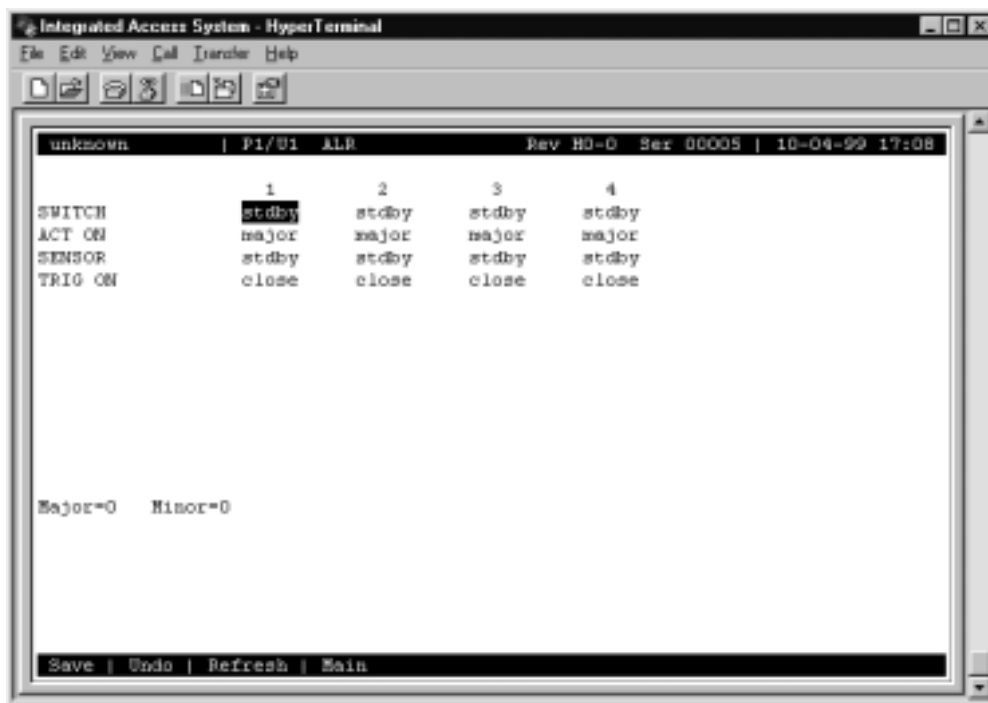 Integrated Access System - HyperTerminal
File Edit View Call Transfer Help
unknown | P1/U1 ALR Rev H0-0 Ser 00005 | 10-04-99 17:08
1 2 3 4
SWITCH stdby stdby stdby stdby
ACT ON major major major major
SENSOR stdby stdby stdby stdby
TRIG ON close close close close
Major=0 Minor=0
Save | Undo | Refresh | Main